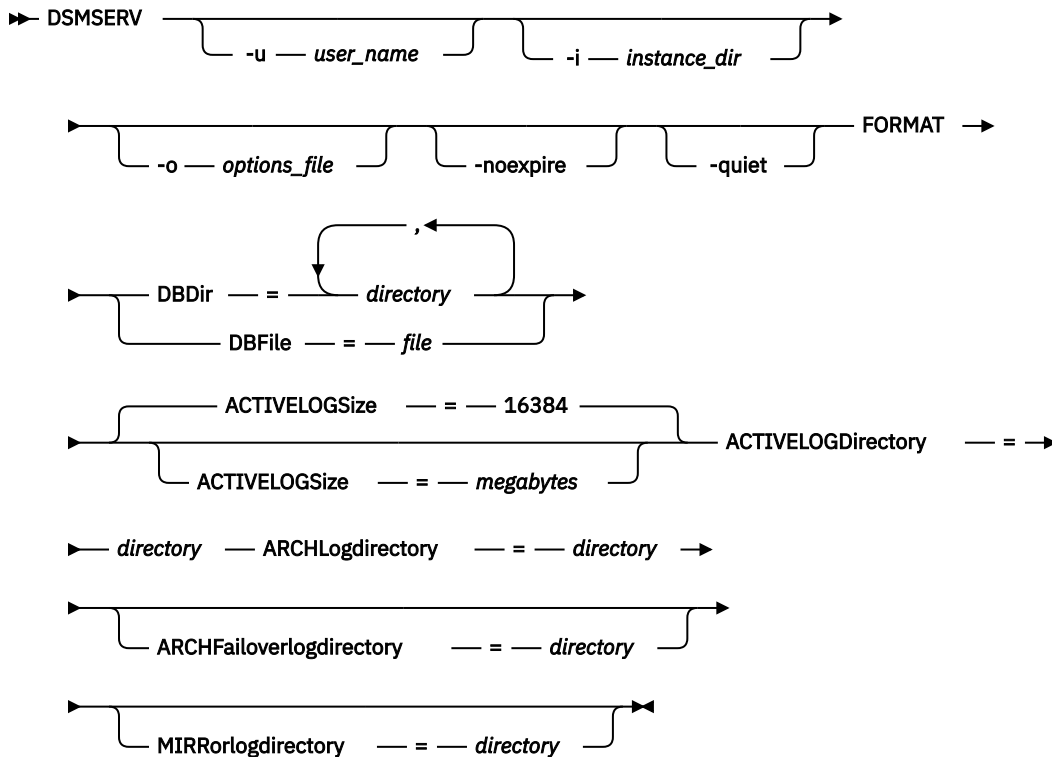 DSMSERV
-u user_name -i instance_dir
FORMAT
-o options_file -noexpire -quiet
,
DBDir = directory
DBFile = file
ACTIVELOGSize = 16384
ACTIVELOGDirectory =
ACTIVELOGSize = megabytes
directory ARCHLogdirectory = directory
ARCHFailoverlogdirectory = directory
MIRRorlogdirectory = directory